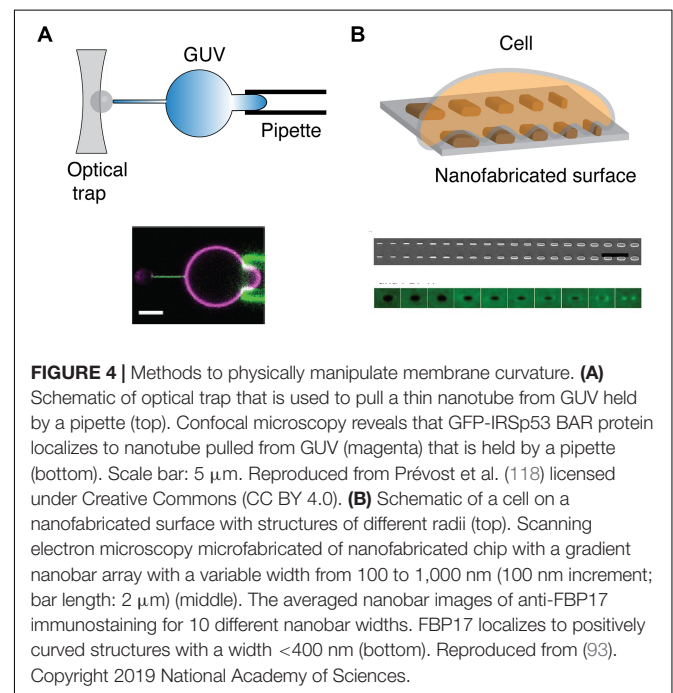 A
GUV
Pipette
Optical
trap
B
Cell
Nanofabricated surface
FIGURE 4 | Methods to physically manipulate membrane curvature. (A)
Schematic of optical trap that is used to pull a thin nanotube from GUV held
by a pipette (top). Confocal microscopy reveals that GFP-IRSp53 BAR protein
localizes to nanotube pulled from GUV (magenta) that is held by a pipette
(bottom). Scale bar: 5 μm. Reproduced from Prévost et al. (118) licensed
under Creative Commons (CC BY 4.0). (B) Schematic of a cell on a
nanofabricated surface with structures of different radii (top). Scanning
electron microscopy microfabricated of nanofabricated chip with a gradient
nanobar array with a variable width from 100 to 1,000 nm (100 nm increment;
bar length: 2 μm) (middle). The averaged nanobar images of anti-FBP17
immunostaining for 10 different nanobar widths. FBP17 localizes to positively
curved structures with a width <400 nm (bottom). Reproduced from (93).
Copyright 2019 National Academy of Sciences.